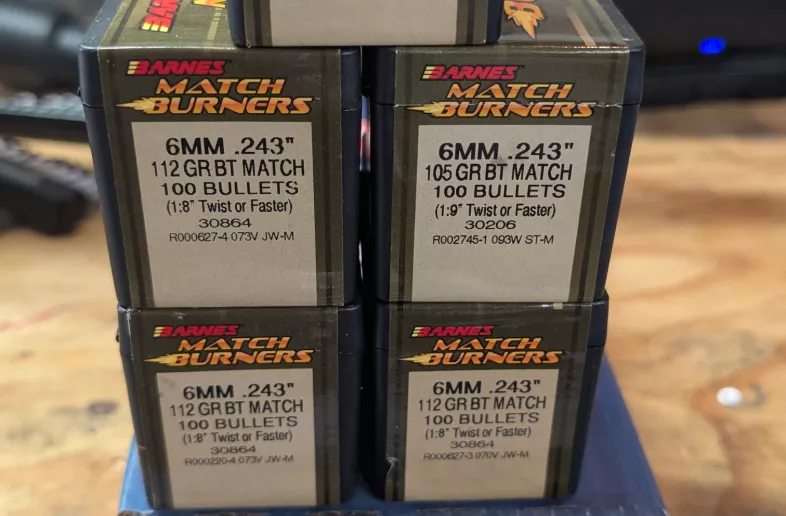 BARNES
MATCH
BURNERS
6MM .243"
112 GR BT MATCH
100 BULLETS
(1:8" Twist or Faster)
30864
R000627-4 073V JW-M
BARNES
MATCH
BURNERS
6MM .243"
105 GR BT MATCH
100 BULLETS
(1:9" Twist or Faster)
30206
R002745-1 093W ST-M
BARNES
MATCH
BURNERS
6MM .243"
112 GR BT MATCH
100 BULLETS
(1:8" Twist or Faster)
30864
R000220-4 073V JW-M
BARNES
MATCH
BURNERS
6MM .243"
112 GR BT MATCH
100 BULLETS
(1:8" Twist or Faster)
30864
R000627-3 070V JW-M